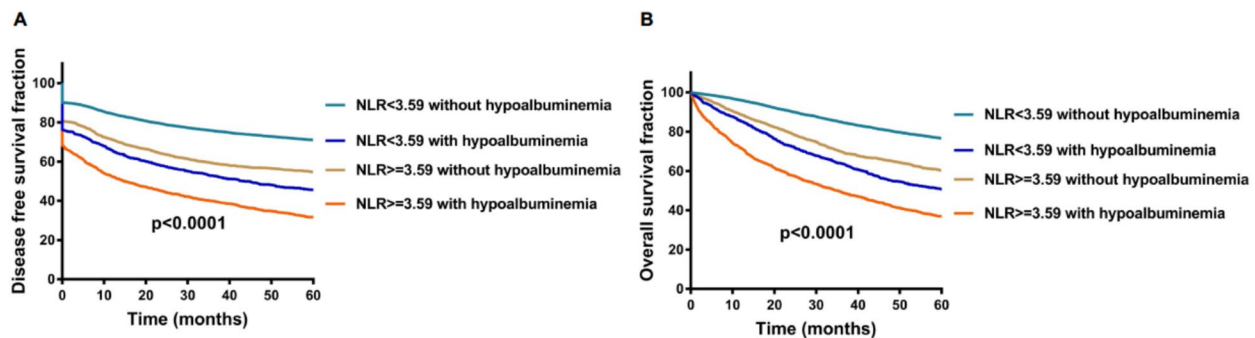 A
Disease free survival fraction
100
80
60
40
20
0
0 10 20 30 40 50 60
Time (months)
p<0.0001
NLR<3.59 without hypoalbuminemia
NLR<3.59 with hypoalbuminemia
NLR>=3.59 without hypoalbuminemia
NLR>=3.59 with hypoalbuminemia
B
Overall survival fraction
100
80
60
40
20
0
0 10 20 30 40 50 60
Time (months)
p<0.0001
NLR<3.59 without hypoalbuminemia
NLR<3.59 with hypoalbuminemia
NLR>=3.59 without hypoalbuminemia
NLR>=3.59 with hypoalbuminemia